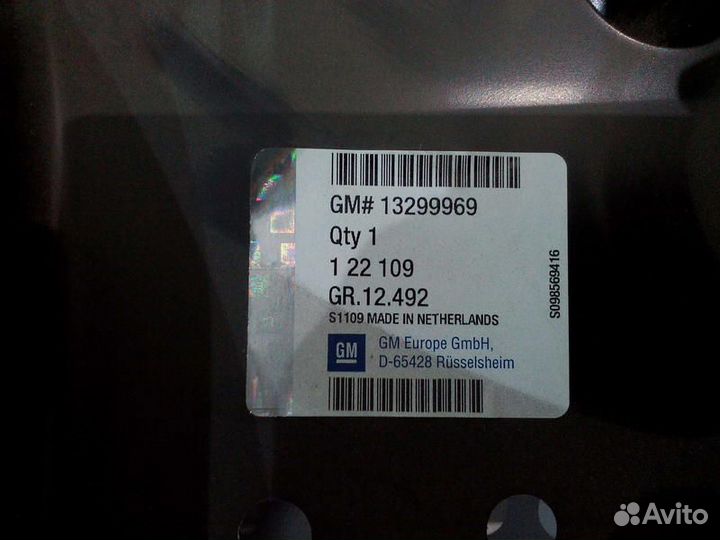 GM# 13299969
Qty 1
1 22 109
GR.12.492
S1109 MADE IN NETHERLANDS
GM
GM Europe GmbH,
D-65428 Rüsselsheim
S098569416
Avito